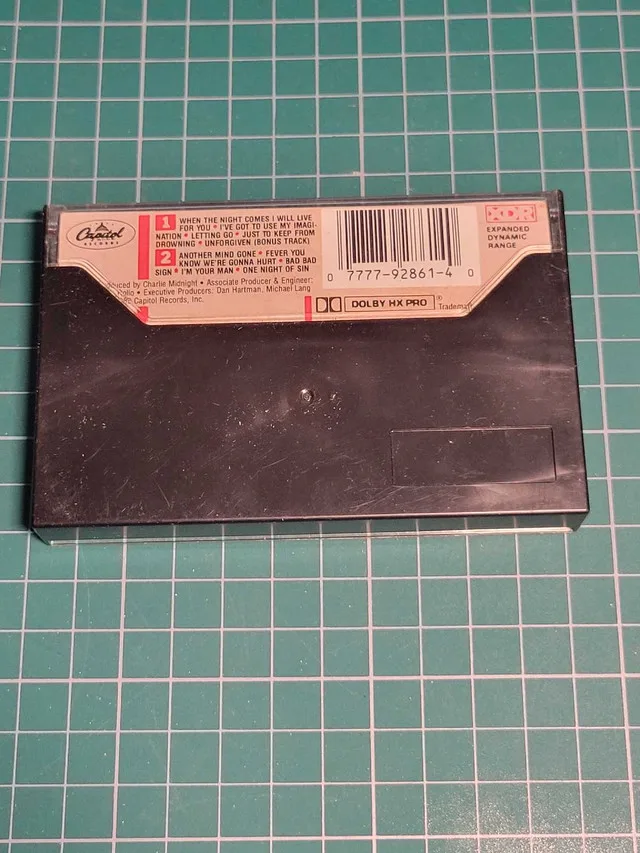 Capitol
RECORDS
1 WHEN THE NIGHT COMES I WILL LIVE
FOR YOU * I'VE GOT TO USE MY IMAGI-
NATION * LETTING GO * JUST TO KEEP FROM
DROWNING * UNFORGIVEN (BONUS TRACK)
2 ANOTHER MIND GONE * FEVER YOU
KNOW WE'RE GONNA HURT * BAD BAD
SIGN * I'M YOUR MAN * ONE NIGHT OF SIN
by Charlie Midnight • Associate Producer & Engineer:
• Executive Producers: Dan Hartman, Michael Lang
Capitol Records, Inc.
0 7777-92861-4 0
DOLBY HX PRO ®
XDR
EXPANDED
DYNAMIC
RANGE